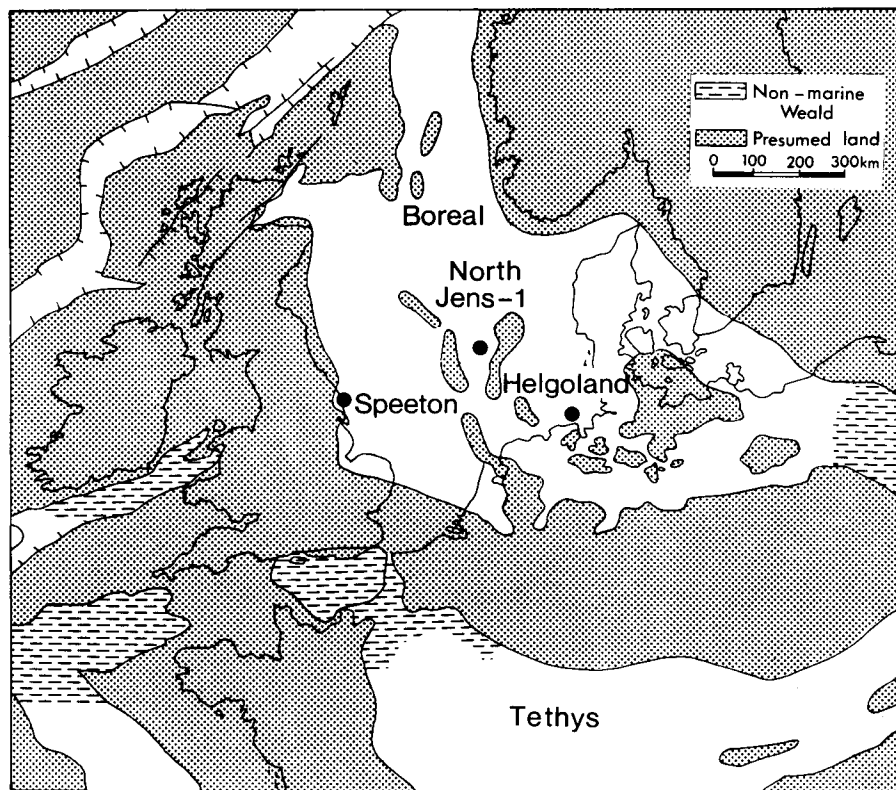 Non-marine
Weald
Presumed land
0 100 200 300km
Boreal
North
Jens-1
Helgoland
Speeton
Tethys